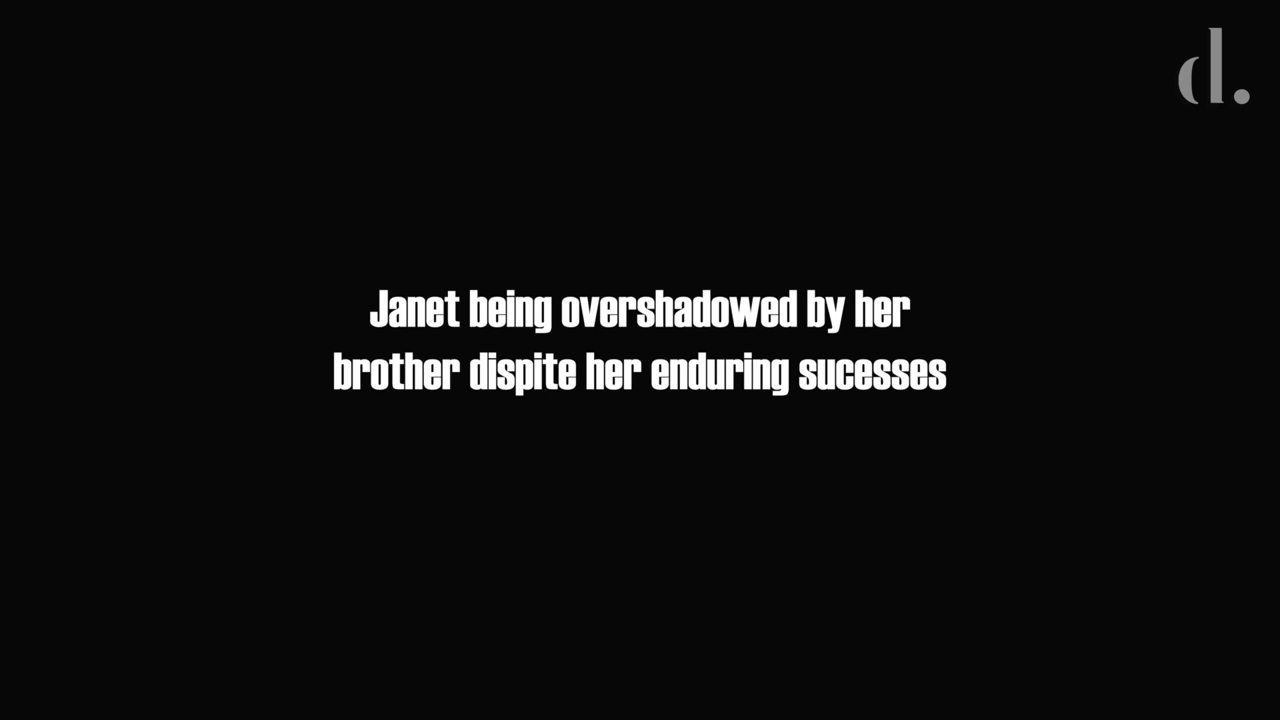 d.
Janet being overshadowed by her
brother dispite her enduring sucesses